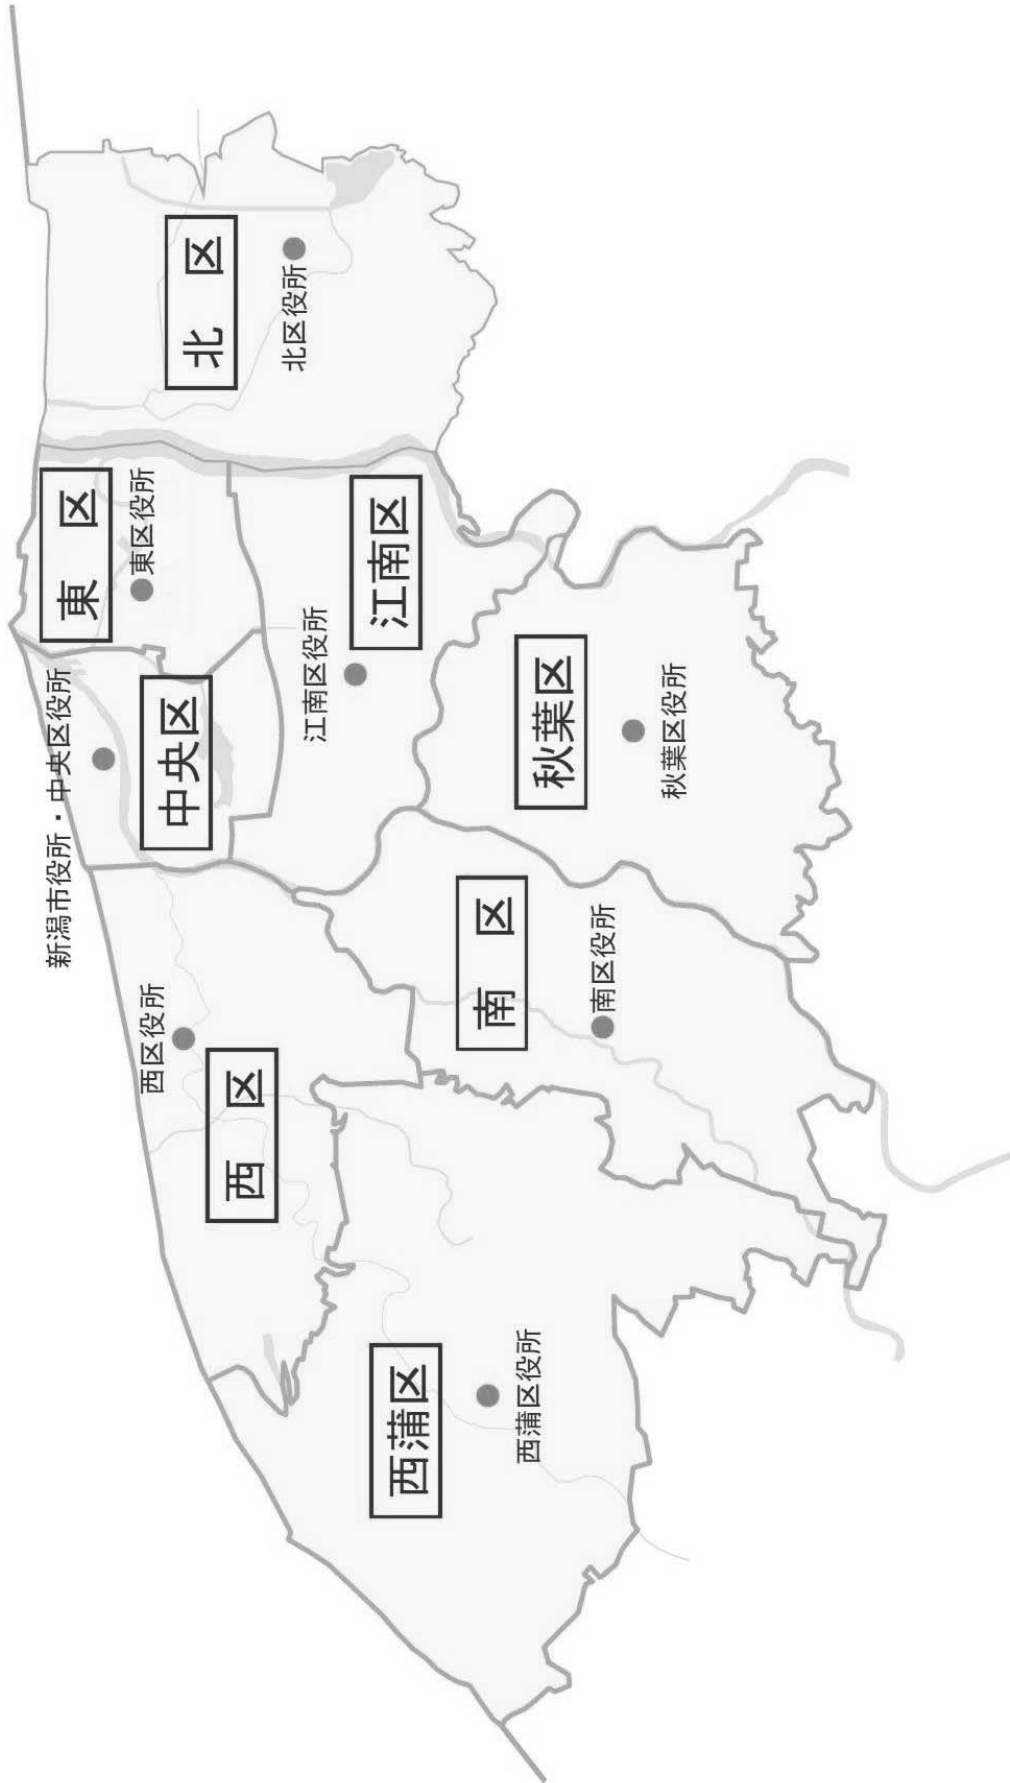 新潟市役所・中央区役所
東 区
東区役所
西区役所
中央区
北 区
西 区
北区役所
江南区役所
江南区
西蒲区
南 区
西蒲区役所
秋葉区
南区役所
秋葉区役所